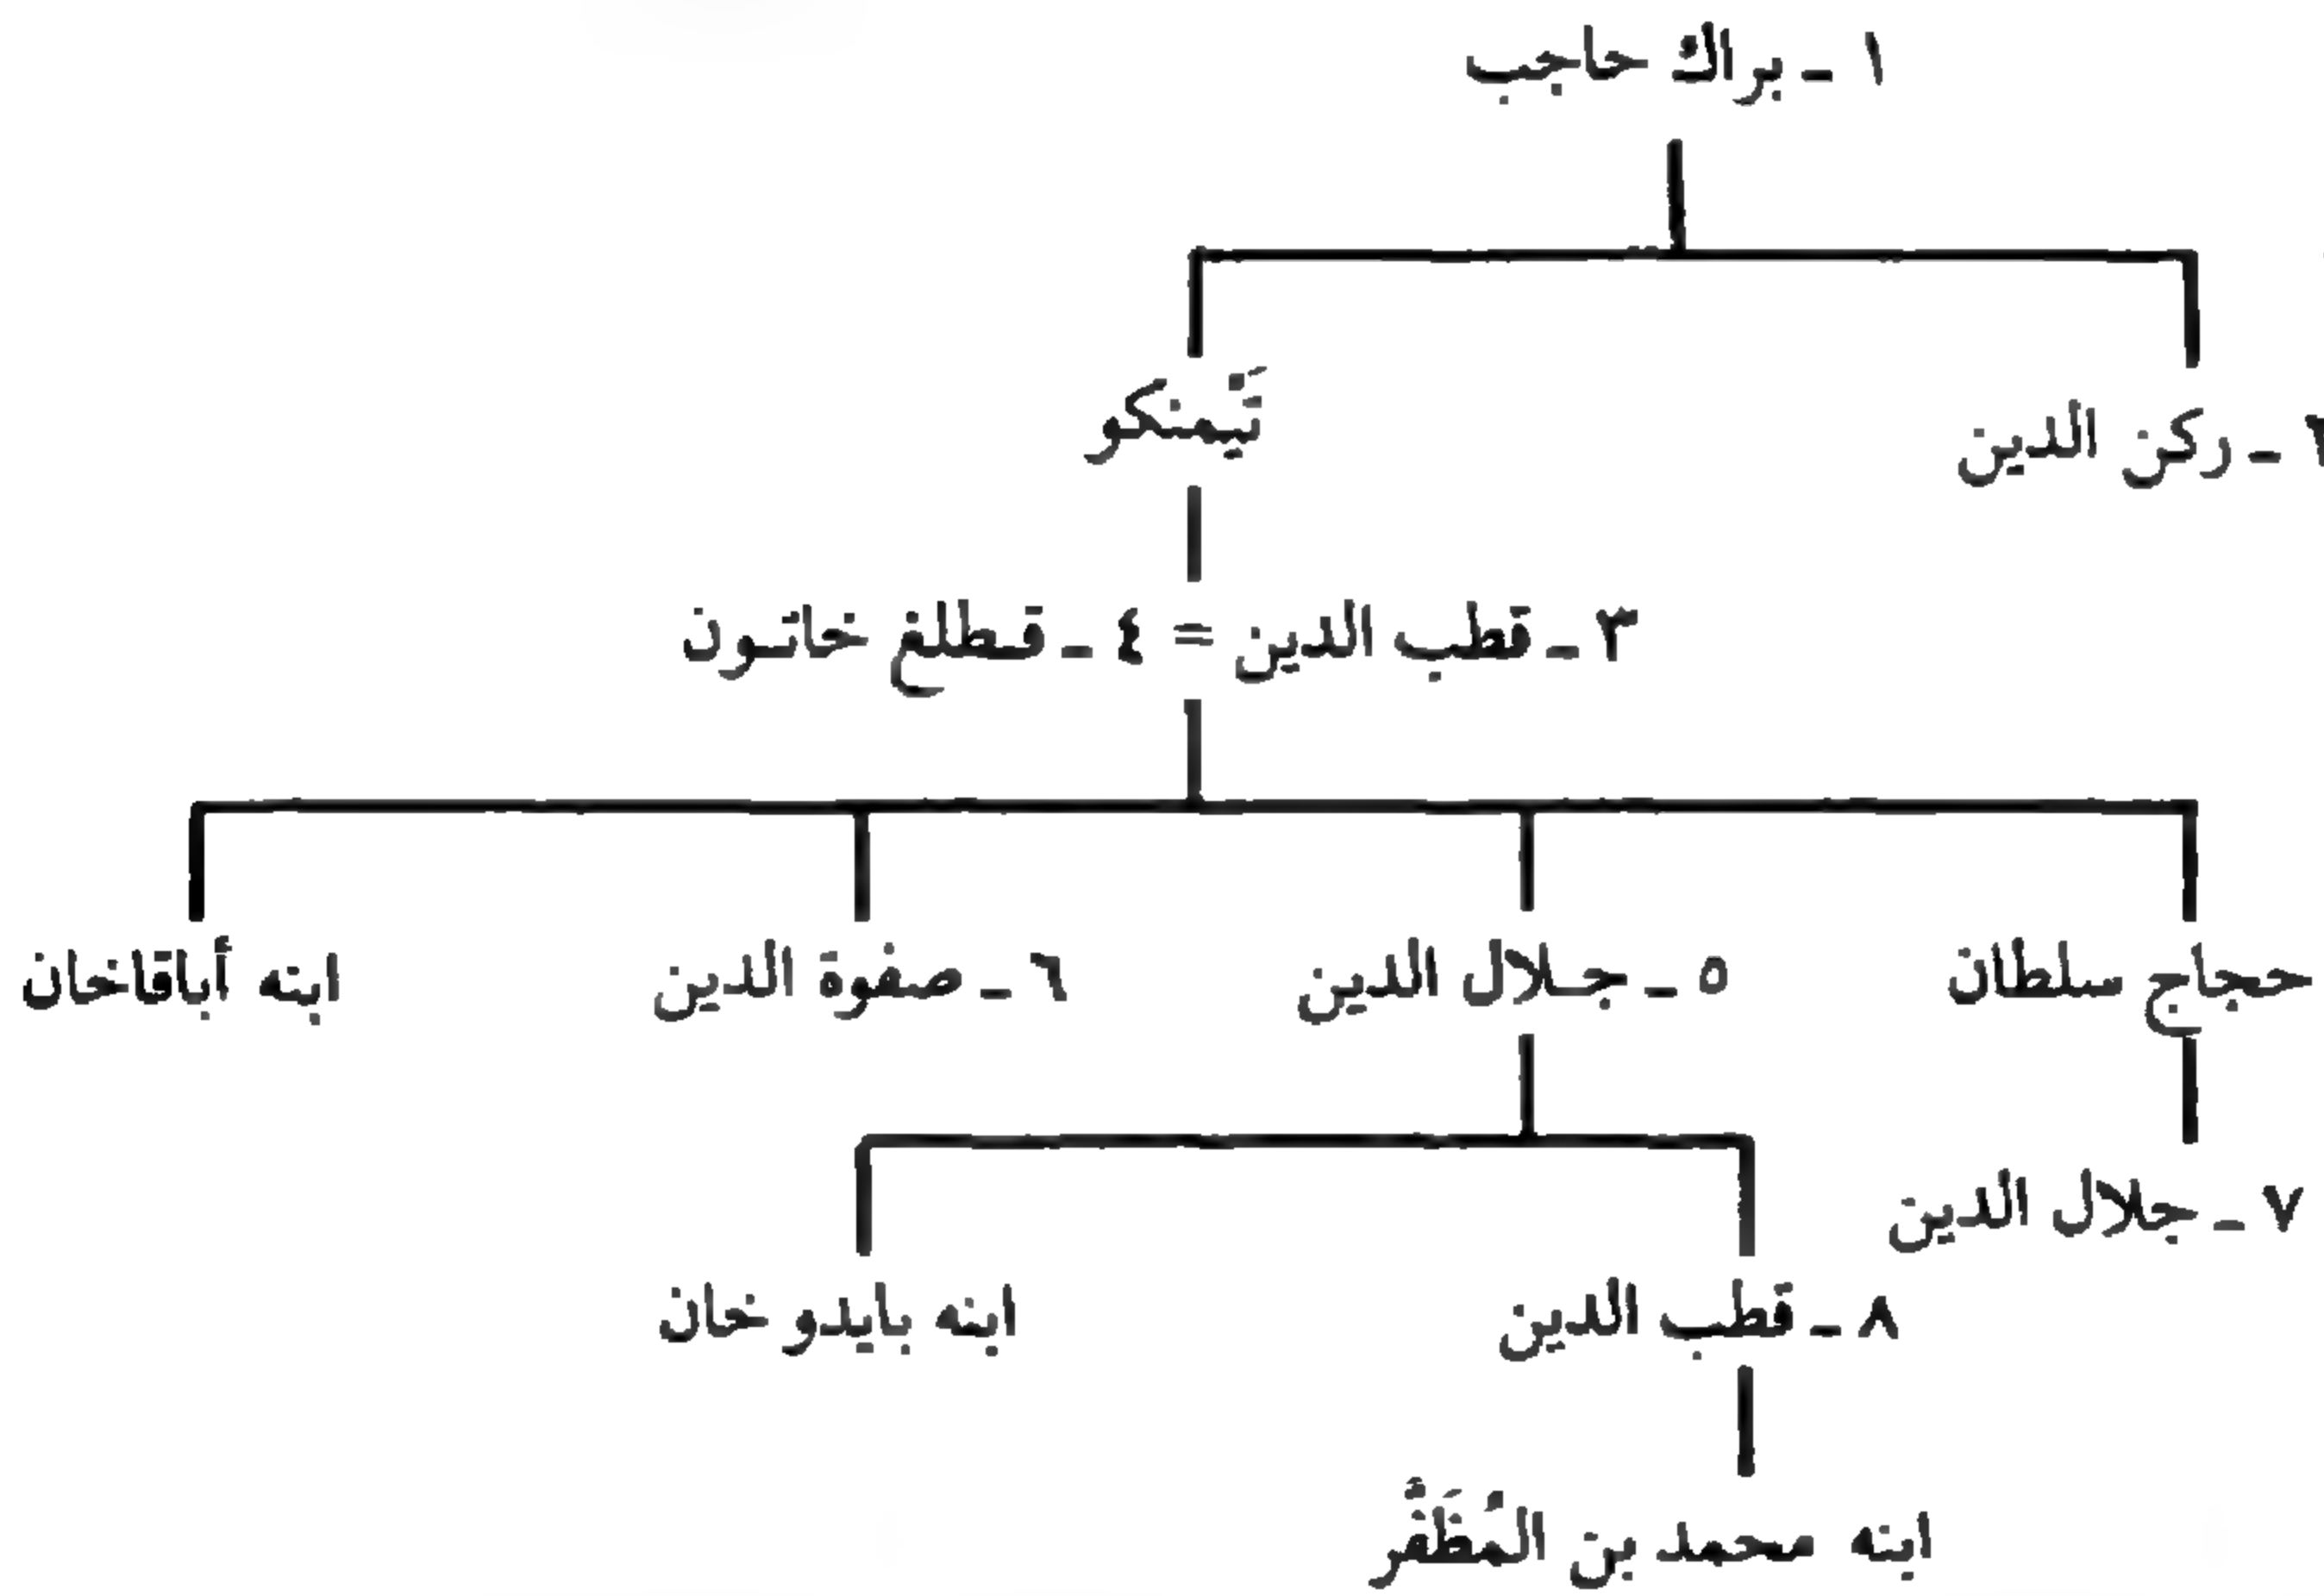 ١ ـ براك حاجب
تَيمنكو
ـ ركن الدين
٣ ـ قطب الدين = ٤ ـ قطلغ خاتون
حجاج سلطان
٥ ـ جلال الدين
٦ ـ صفوة الدين
ابنه أباقاخان
٧ ـ جلال الدين
٨ ـ قطب الدين
ابنه بايدو خان
ابنه محمد بن المُظَفَّر